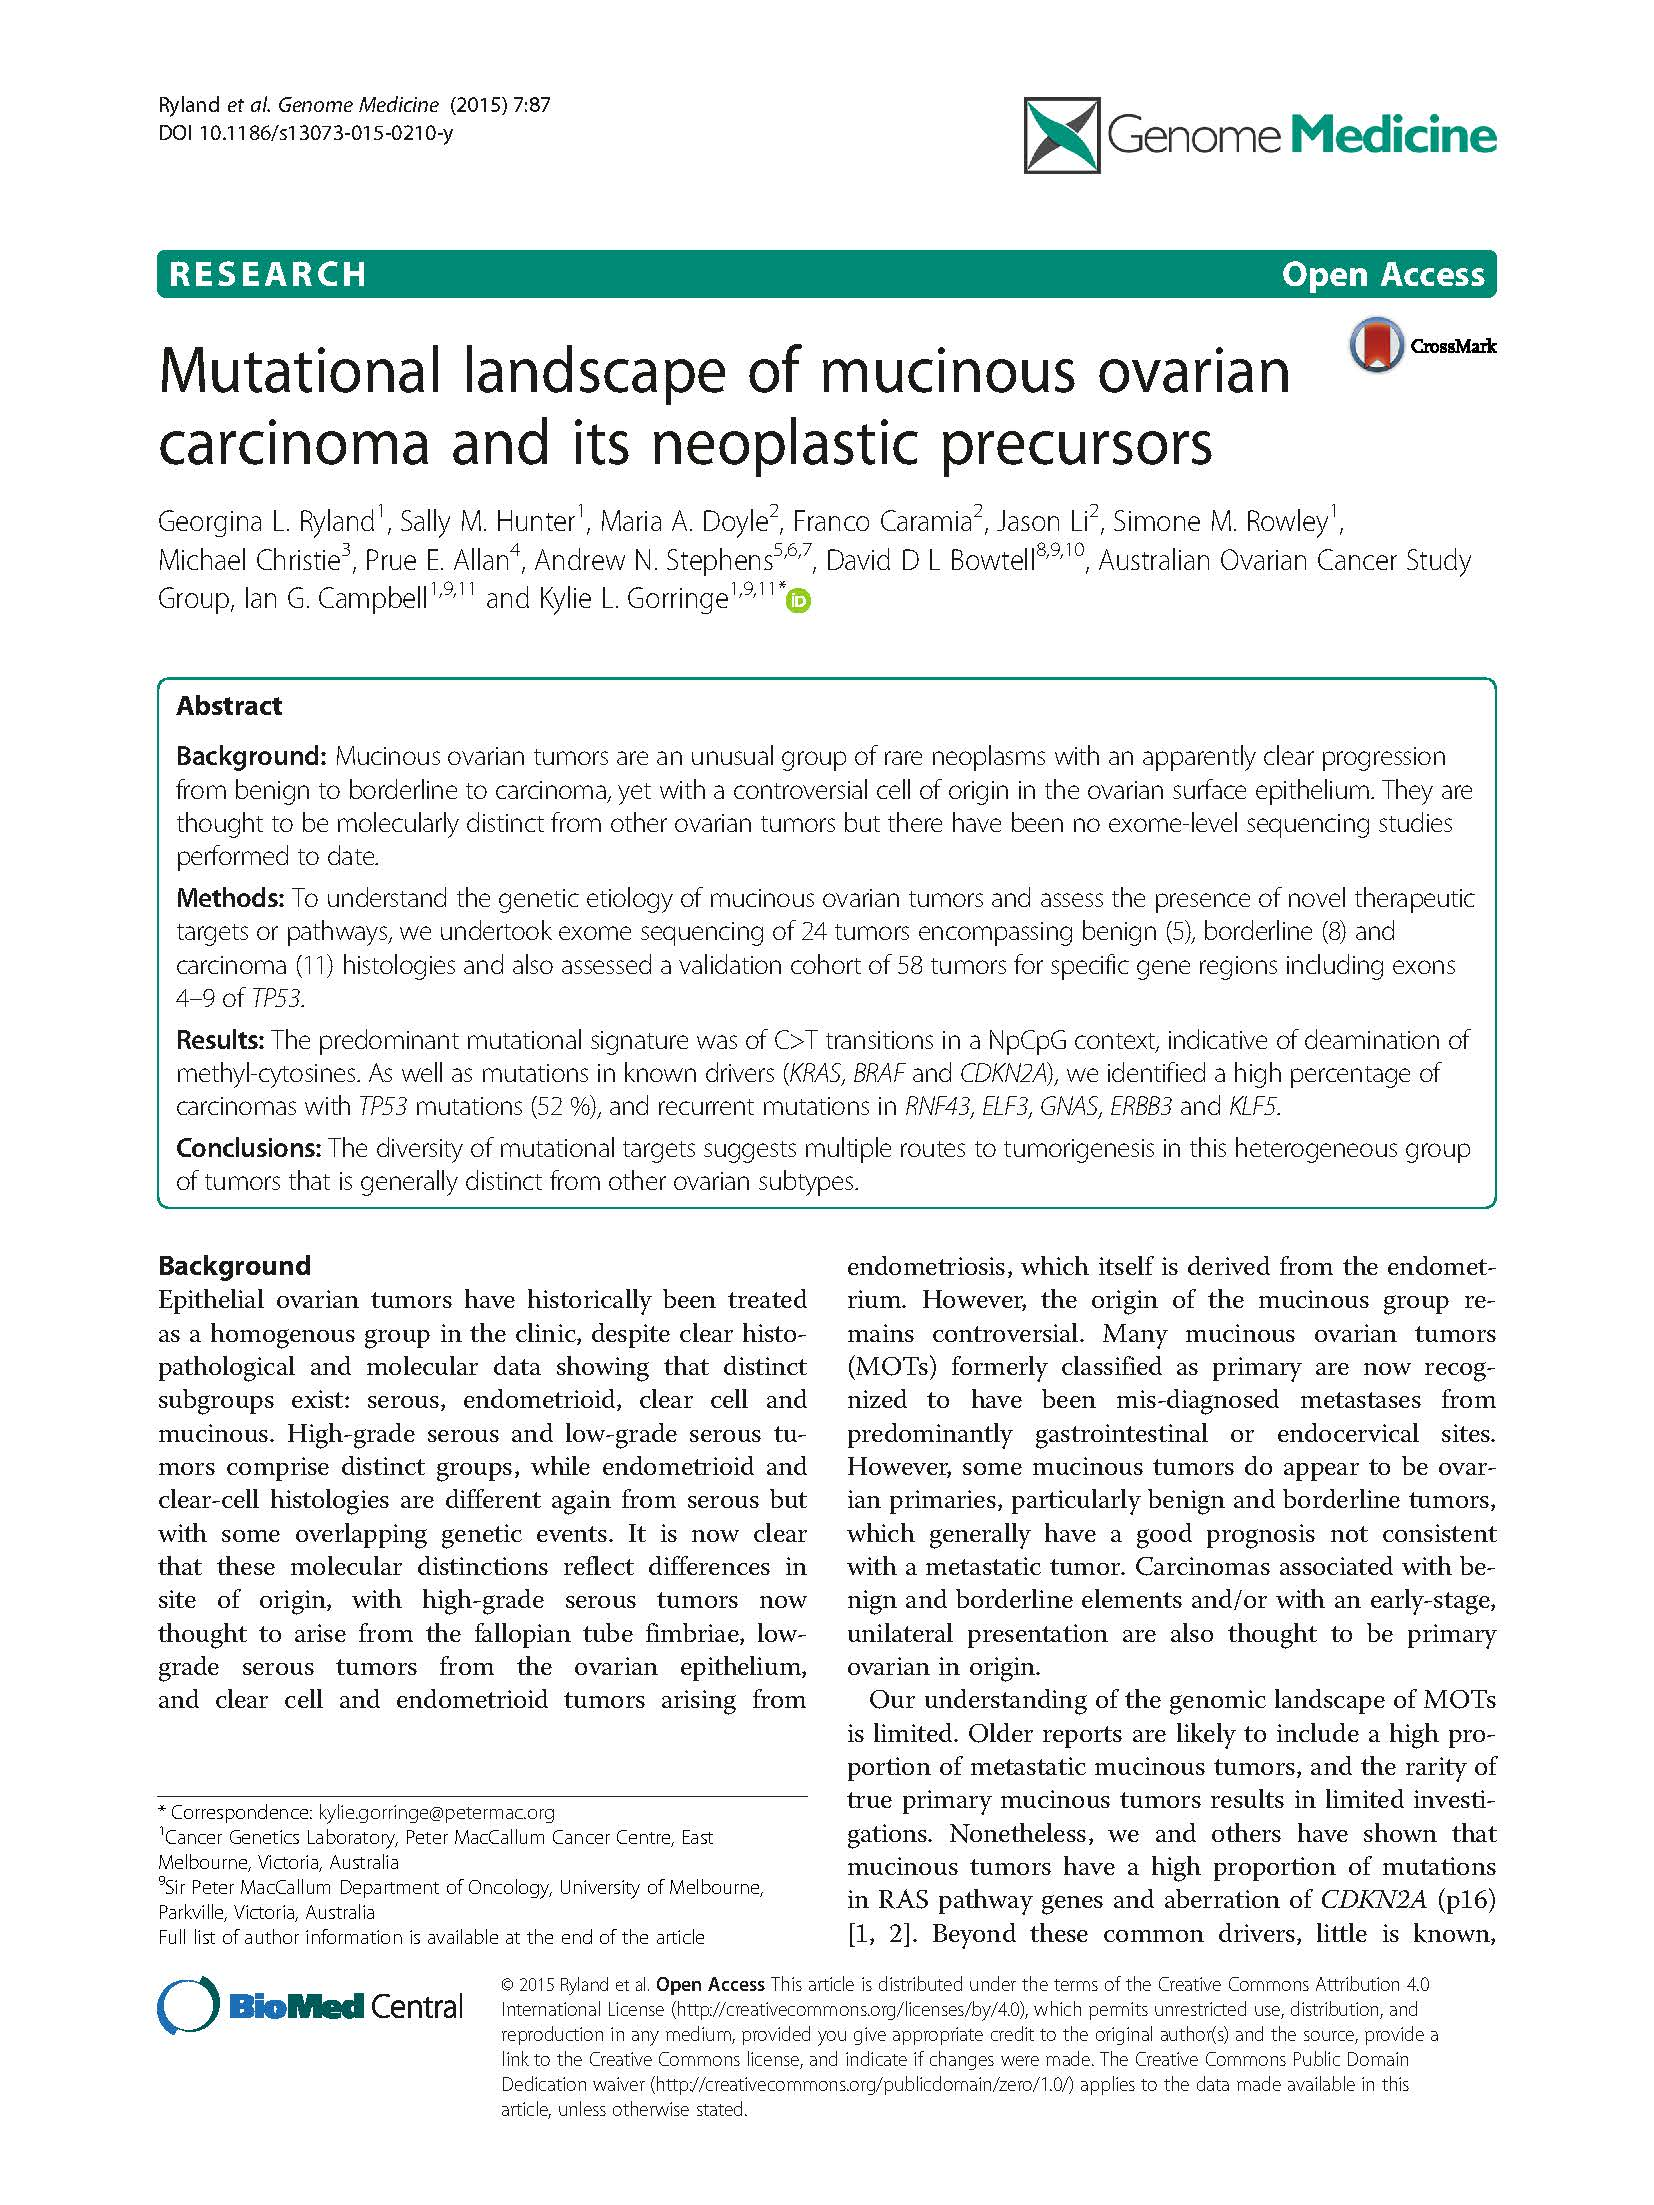 Ryland et al. Genome Medicine (2015) 7:87
DOI 10.1186/s13073-015-0210-y
Genome Medicine
RESEARCH Open Access
CrossMark
Mutational landscape of mucinous ovarian
carcinoma and its neoplastic precursors
Georgina L. Ryland1, Sally M. Hunter1, Maria A. Doyle2, Franco Caramia2, Jason Li2, Simone M. Rowley1,
Michael Christie3, Prue E. Allan4, Andrew N. Stephens5,6,7, David D L Bowtell8,9,10, Australian Ovarian Cancer Study
Group, Ian G. Campbell1,9,11 and Kylie L. Gorringe1,9,11* iD
Abstract
Background: Mucinous ovarian tumors are an unusual group of rare neoplasms with an apparently clear progression
from benign to borderline to carcinoma, yet with a controversial cell of origin in the ovarian surface epithelium. They are
thought to be molecularly distinct from other ovarian tumors but there have been no exome-level sequencing studies
performed to date.
Methods: To understand the genetic etiology of mucinous ovarian tumors and assess the presence of novel therapeutic
targets or pathways, we undertook exome sequencing of 24 tumors encompassing benign (5), borderline (8) and
carcinoma (11) histologies and also assessed a validation cohort of 58 tumors for specific gene regions including exons
4–9 of TP53.
Results: The predominant mutational signature was of C>T transitions in a NpCpG context, indicative of deamination of
methyl-cytosines. As well as mutations in known drivers (KRAS, BRAF and CDKN2A), we identified a high percentage of
carcinomas with TP53 mutations (52 %), and recurrent mutations in RNF43, ELF3, GNAS, ERBB3 and KLF5.
Conclusions: The diversity of mutational targets suggests multiple routes to tumorigenesis in this heterogeneous group
of tumors that is generally distinct from other ovarian subtypes.
Background
Epithelial ovarian tumors have historically been treated
as a homogenous group in the clinic, despite clear histo-
pathological and molecular data showing that distinct
subgroups exist: serous, endometrioid, clear cell and
mucinous. High-grade serous and low-grade serous tu-
mors comprise distinct groups, while endometrioid and
clear-cell histologies are different again from serous but
with some overlapping genetic events. It is now clear
that these molecular distinctions reflect differences in
site of origin, with high-grade serous tumors now
thought to arise from the fallopian tube fimbriae, low-
grade serous tumors from the ovarian epithelium,
and clear cell and endometrioid tumors arising from
endometriosis, which itself is derived from the endomet-
rium. However, the origin of the mucinous group re-
mains controversial. Many mucinous ovarian tumors
(MOTs) formerly classified as primary are now recog-
nized to have been mis-diagnosed metastases from
predominantly gastrointestinal or endocervical sites.
However, some mucinous tumors do appear to be ovar-
ian primaries, particularly benign and borderline tumors,
which generally have a good prognosis not consistent
with a metastatic tumor. Carcinomas associated with be-
nign and borderline elements and/or with an early-stage,
unilateral presentation are also thought to be primary
ovarian in origin.
Our understanding of the genomic landscape of MOTs
is limited. Older reports are likely to include a high pro-
portion of metastatic mucinous tumors, and the rarity of
true primary mucinous tumors results in limited investi-
gations. Nonetheless, we and others have shown that
mucinous tumors have a high proportion of mutations
in RAS pathway genes and aberration of CDKN2A (p16)
[1, 2]. Beyond these common drivers, little is known,
* Correspondence: kylie.gorringe@petermac.org
1Cancer Genetics Laboratory, Peter MacCallum Cancer Centre, East
Melbourne, Victoria, Australia
9Sir Peter MacCallum Department of Oncology, University of Melbourne,
Parkville, Victoria, Australia
Full list of author information is available at the end of the article
BioMed Central
© 2015 Ryland et al. Open Access This article is distributed under the terms of the Creative Commons Attribution 4.0
International License (http://creativecommons.org/licenses/by/4.0), which permits unrestricted use, distribution, and
reproduction in any medium, provided you give appropriate credit to the original author(s) and the source, provide a
link to the Creative Commons license, and indicate if changes were made. The Creative Commons Public Domain
Dedication waiver (http://creativecommons.org/publicdomain/zero/1.0/) applies to the data made available in this
article, unless otherwise stated.